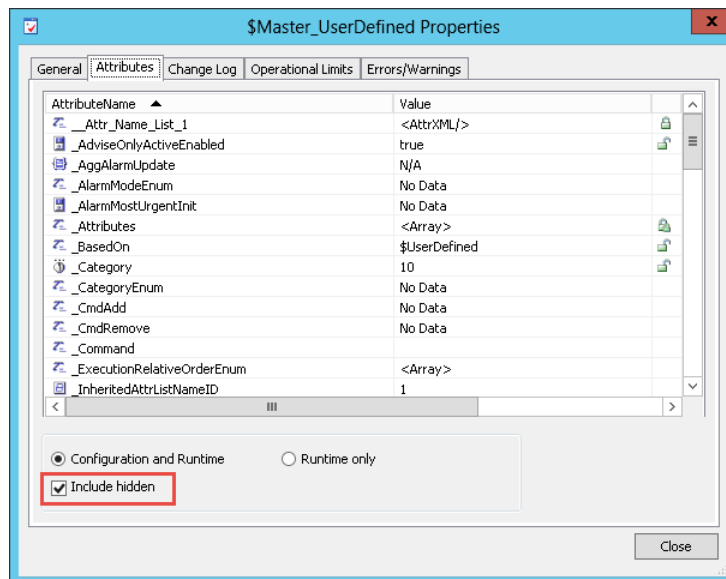 $Master_UserDefined Properties
x
General Attributes Change Log Operational Limits Errors/Warnings
AttributeName Value
__Attr_Name_List_1 <AttrXML/>
_AdviseOnlyActiveEnabled true
_AggAlarmUpdate N/A
_AlarmModeEnum No Data
_AlarmMostUrgentInit No Data
_Attributes <Array>
_BasedOn $UserDefined
_Category 10
_CategoryEnum No Data
_CmdAdd No Data
_CmdRemove No Data
_Command
_ExecutionRelativeOrderEnum <Array>
_InheritedAttrListNameID 1
Configuration and Runtime Runtime only
Include hidden
Close